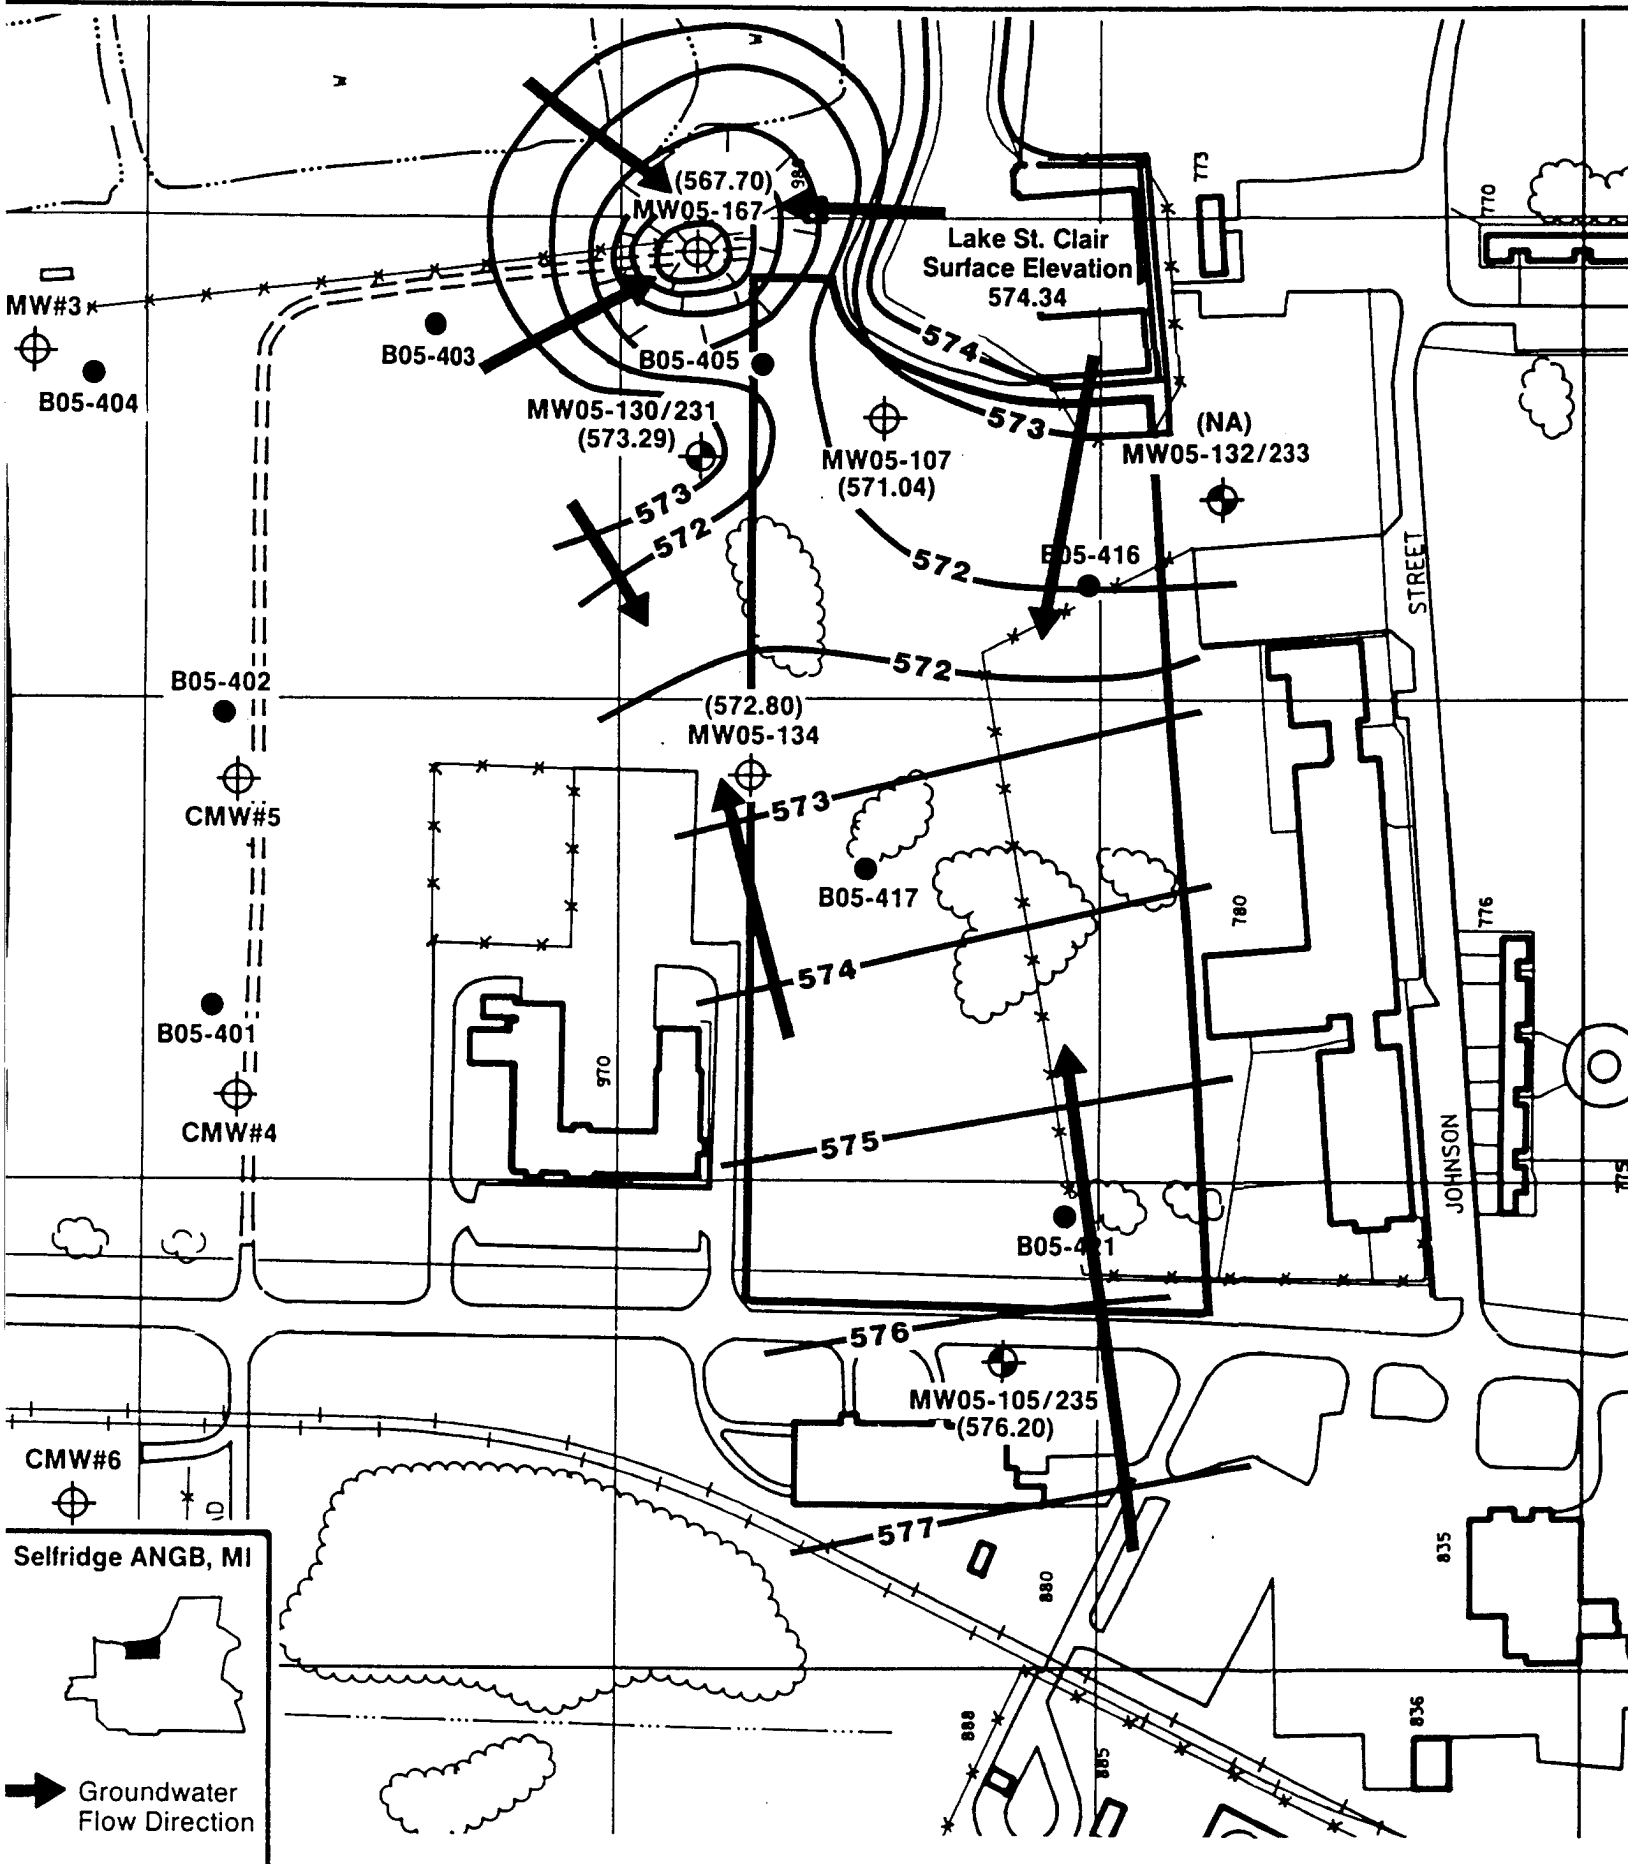 (567.70)
MW05-167
98
773
770
Lake St. Clair
Surface Elevation
574.34
MW#3
B05-404
B05-403
B05-405
574
573
MW05-130/231
(573.29)
573
572
MW05-107
(571.04)
(NA)
MW05-132/233
572
B05-416
STREET
572
B05-402
(572.80)
MW05-134
CMW#5
573
B05-417
574
780
776
B05-401
970
CMW#4
575
JOHNSON
775
B05-421
576
MW05-105/235
(576.20)
CMW#6
577
880
835
Selfridge ANGB, MI
888
885
836
Groundwater
Flow Direction